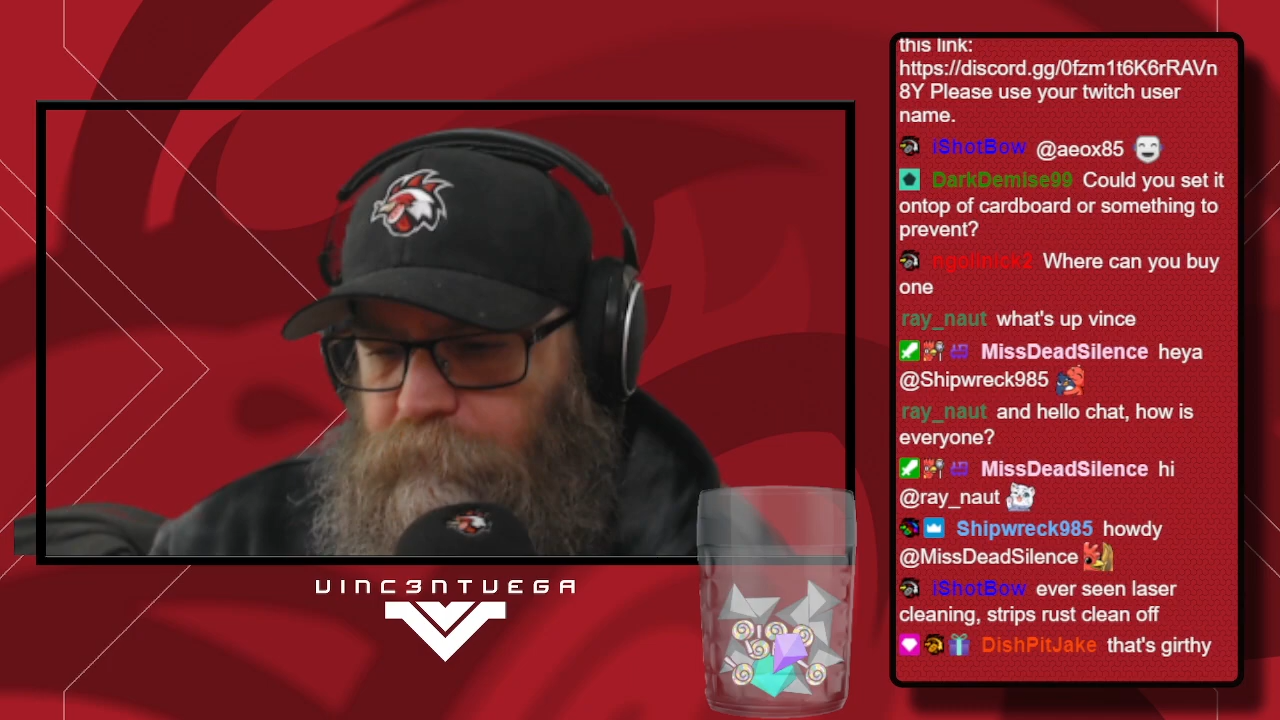 this link:
https://discord.gg/0fzm1t6K6rRAVn
8Y Please use your twitch user
name.
iShotBow @aeox85
DarkDemise99 Could you set it
ontop of cardboard or something to
prevent?
ngolinick2 Where can you buy
one
ray_naut what's up vince
MissDeadSilence heya
@Shipwreck985
ray_naut and hello chat, how is
everyone?
MissDeadSilence hi
@ray_naut
Shipwreck985 howdy
@MissDeadSilence
iShotBow ever seen laser
cleaning, strips rust clean off
DishPitJake that's girthy
VINC3NTVEGA